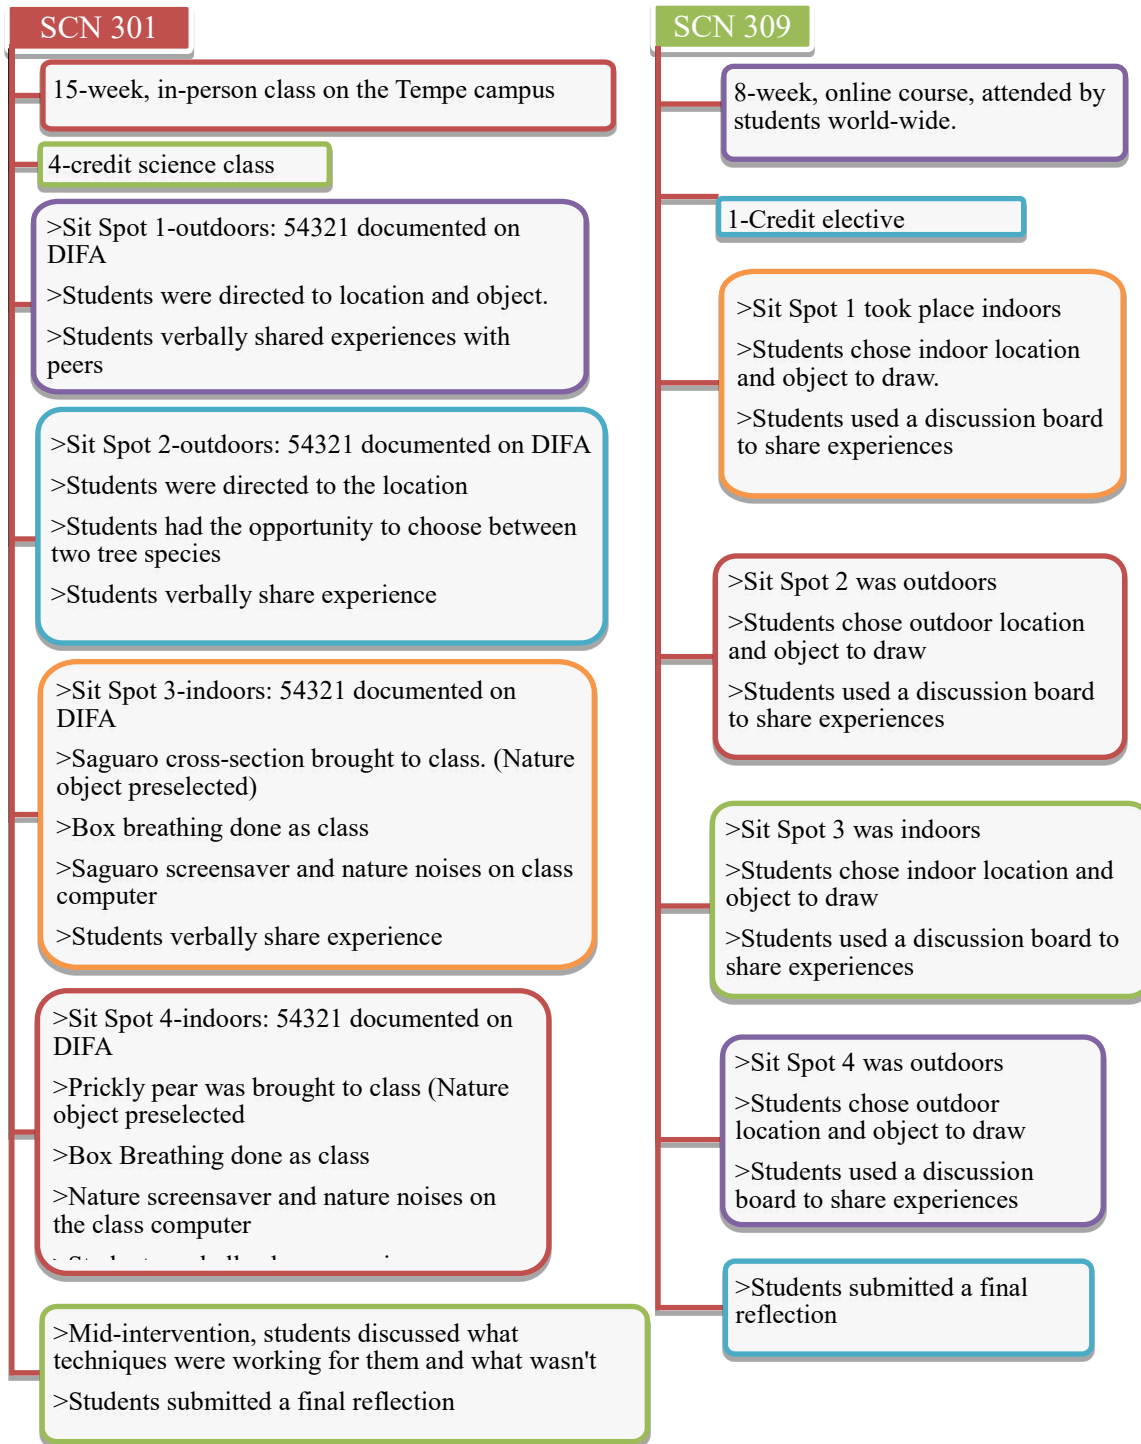 SCN 301
15-week, in-person class on the Tempe campus
4-credit science class
>Sit Spot 1-outdoors: 54321 documented on
DIFA
>Students were directed to location and object.
>Students verbally shared experiences with
peers
>Sit Spot 2-outdoors: 54321 documented on DIFA
>Students were directed to the location
>Students had the opportunity to choose between
two tree species
>Students verbally share experience
>Sit Spot 3-indoors: 54321 documented on
DIFA
>Saguaro cross-section brought to class. (Nature
object preselected)
>Box breathing done as class
>Saguaro screensaver and nature noises on class
computer
>Students verbally share experience
>Sit Spot 4-indoors: 54321 documented on
DIFA
>Prickly pear was brought to class (Nature
object preselected
>Box Breathing done as class
>Nature screensaver and nature noises on
the class computer
>Mid-intervention, students discussed what
techniques were working for them and what wasn't
>Students submitted a final reflection
SCN 309
8-week, online course, attended by
students world-wide.
1-Credit elective
>Sit Spot 1 took place indoors
>Students chose indoor location
and object to draw.
>Students used a discussion board
to share experiences
>Sit Spot 2 was outdoors
>Students chose outdoor location
and object to draw
>Students used a discussion board
to share experiences
>Sit Spot 3 was indoors
>Students chose indoor location and
object to draw
>Students used a discussion board to
share experiences
>Sit Spot 4 was outdoors
>Students chose outdoor
location and object to draw
>Students used a discussion
board to share experiences
>Students submitted a final
reflection